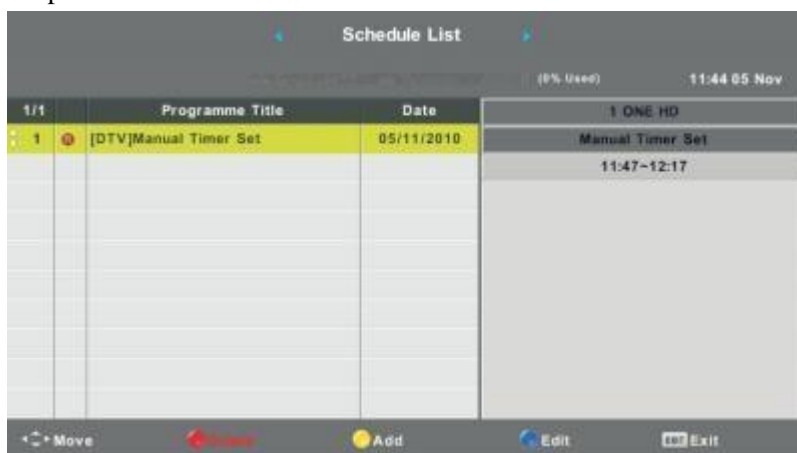 Schedule List
(0% Used) 11:44 05 Nov
1/1 Programme Title Date 1 ONE HD
1 [DTV]Manual Timer Set 05/11/2010 Manual Timer Set
11:47~12:17
Move Add Edit EXIT Exit